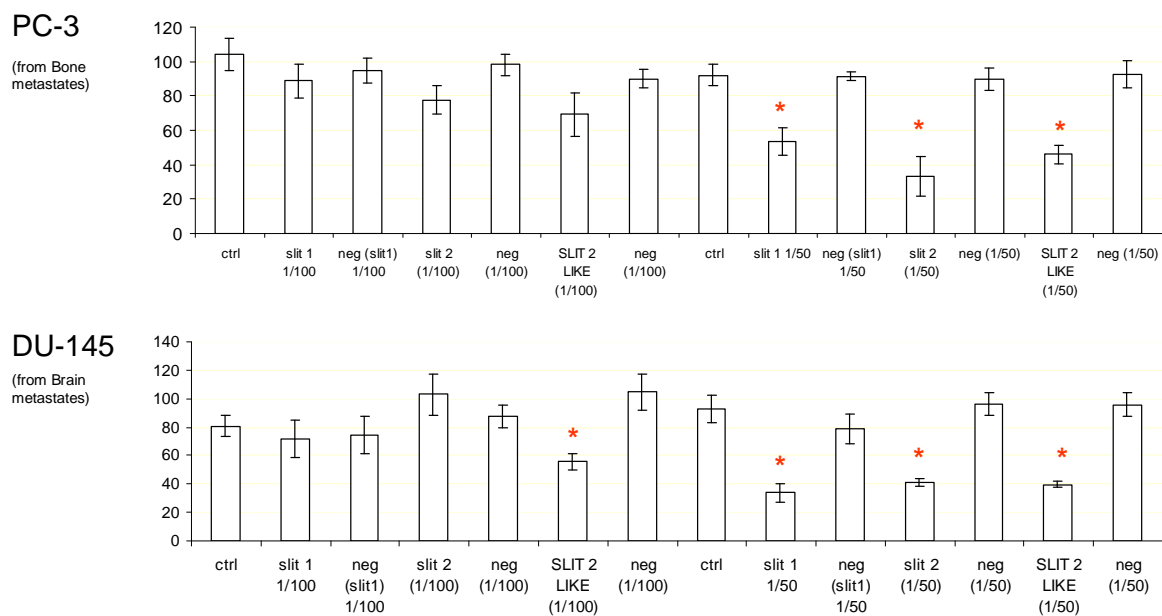 PC-3
(from Bone
metastates)
120
100
80
60
40
20
0
*
*
*
ctrl
slit 1
1/100
neg (slit1)
1/100
slit 2
(1/100)
neg
(1/100)
SLIT 2
LIKE
(1/100)
neg
(1/100)
ctrl
slit 1 1/50
neg (slit1)
1/50
slit 2
(1/50)
neg (1/50)
SLIT 2
LIKE
(1/50)
neg (1/50)
DU-145
(from Brain
metastates)
140
120
100
80
60
40
20
0
*
*
*
*
ctrl
slit 1
1/100
neg
(slit1)
1/100
slit 2
(1/100)
neg
(1/100)
SLIT 2
LIKE
(1/100)
neg
(1/100)
ctrl
slit 1
1/50
neg
(slit1)
1/50
slit 2
(1/50)
neg
(1/50)
SLIT 2
LIKE
(1/50)
neg
(1/50)